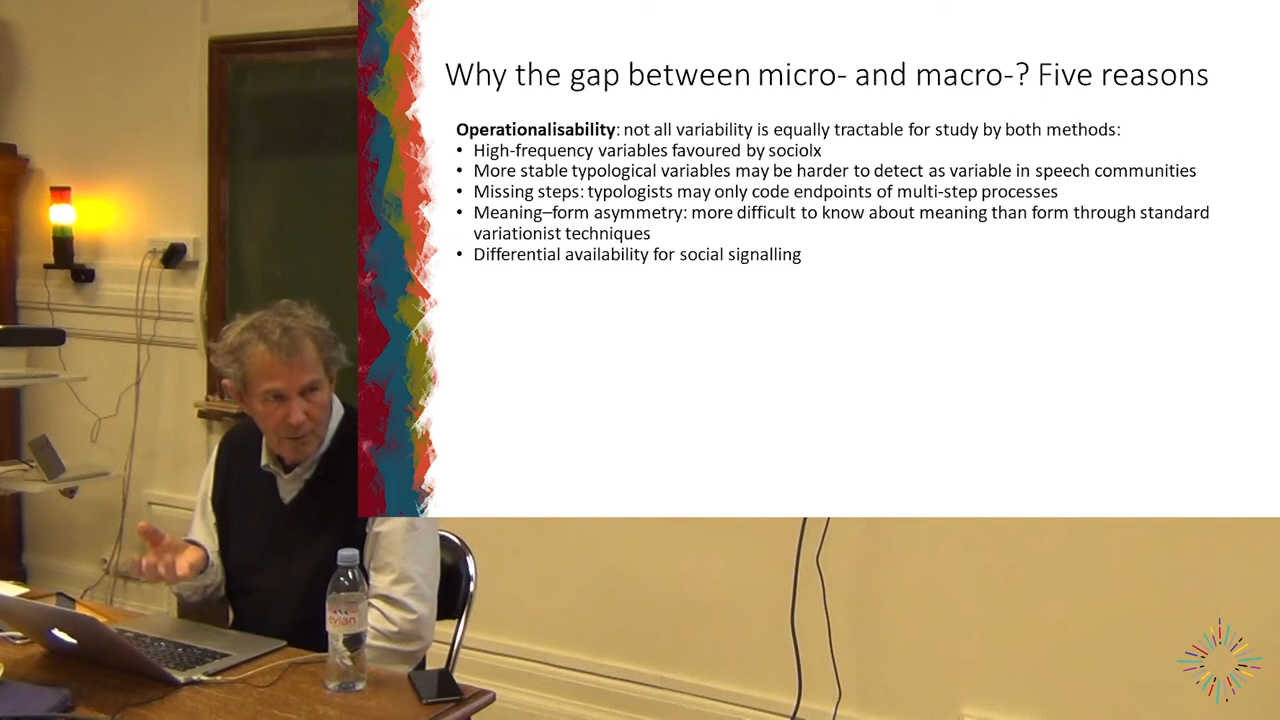 Why the gap between micro- and macro-? Five reasons
Operationalisability: not all variability is equally tractable for study by both methods:
• High-frequency variables favoured by sociolx
• More stable typological variables may be harder to detect as variable in speech communities
• Missing steps: typologists may only code endpoints of multi-step processes
• Meaning–form asymmetry: more difficult to know about meaning than form through standard
variationist techniques
• Differential availability for social signalling
evian